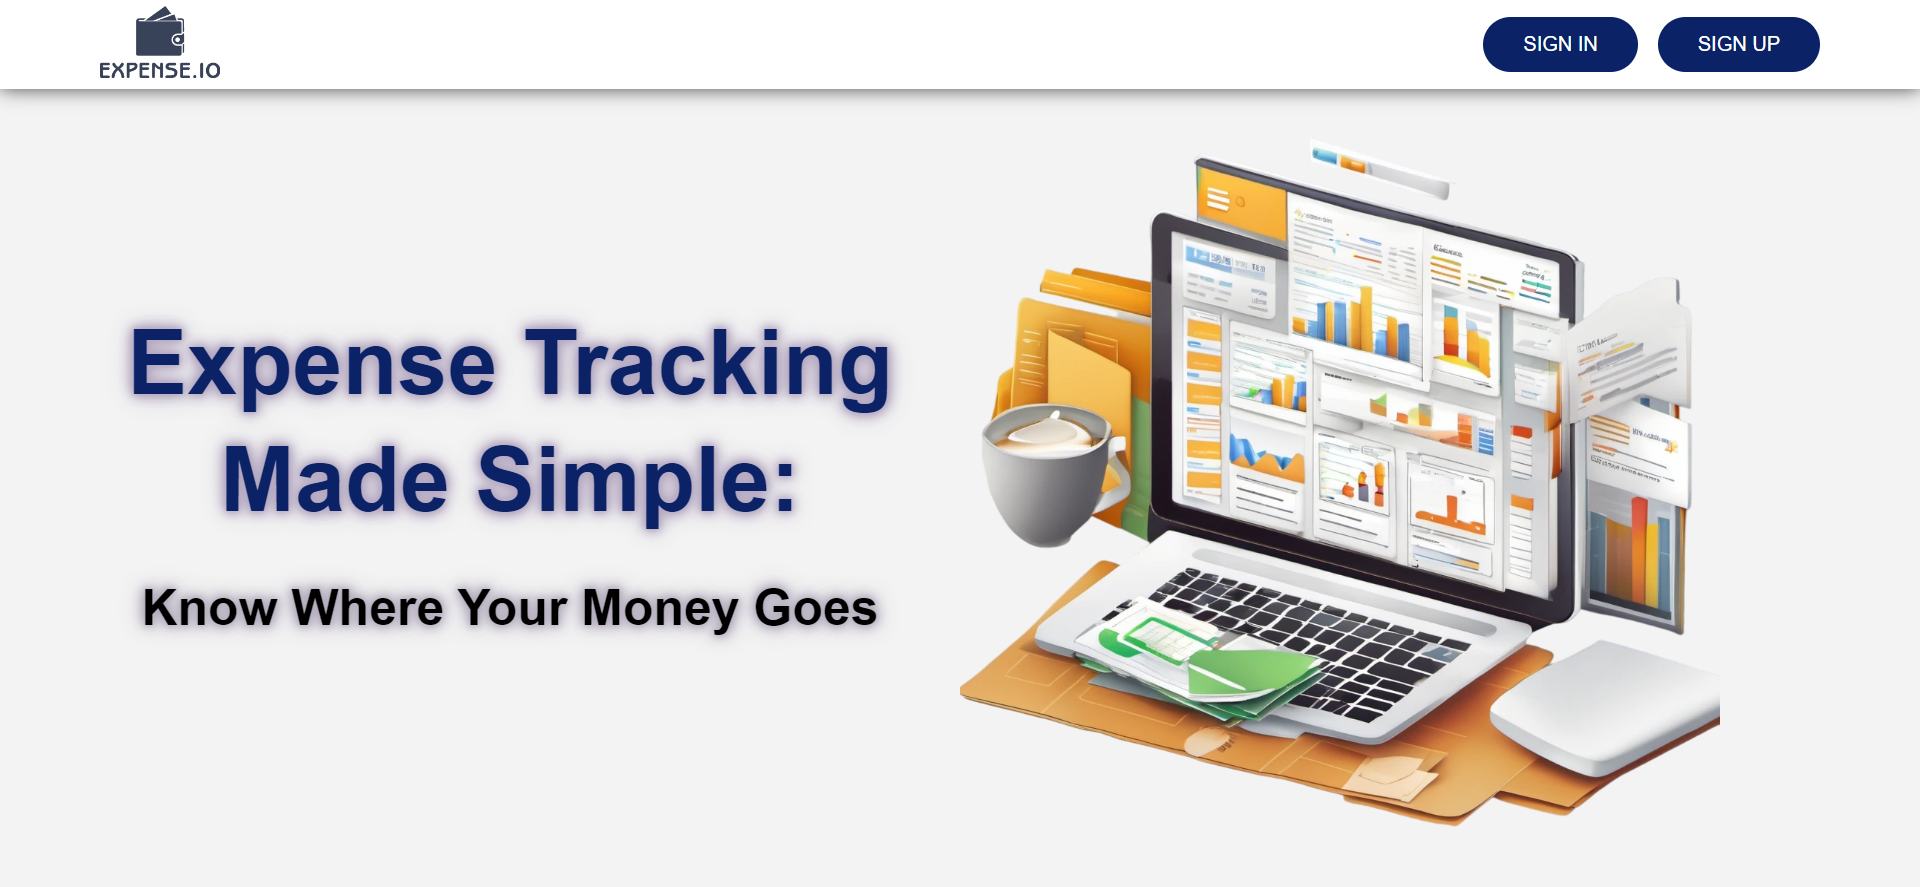 EXPENSE.IO
SIGN IN
SIGN UP
Expense Tracking
Made Simple:
Know Where Your Money Goes